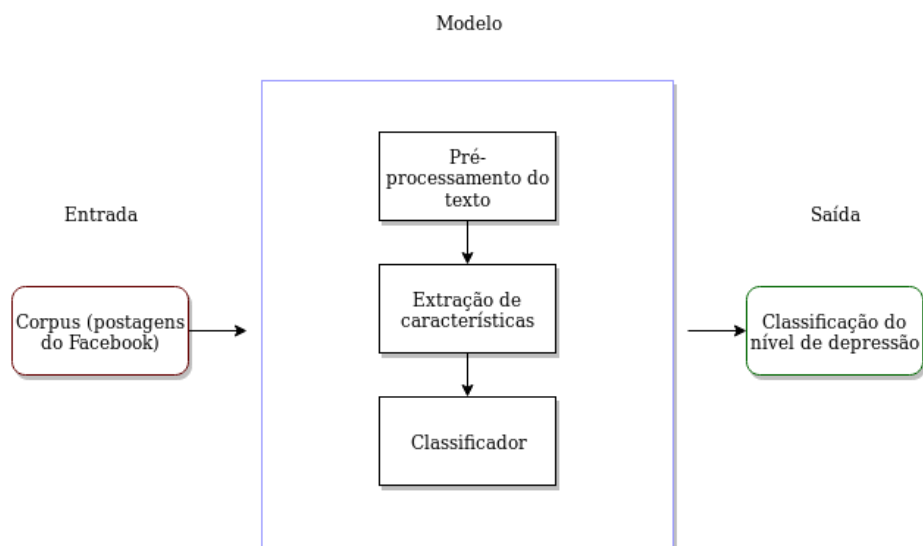 Modelo
Pré-
processamento do
texto
Entrada
Saída
Corpus (postagens
do Facebook)
Extração de
característícas
Classificação do
nível de depressão
Classificador